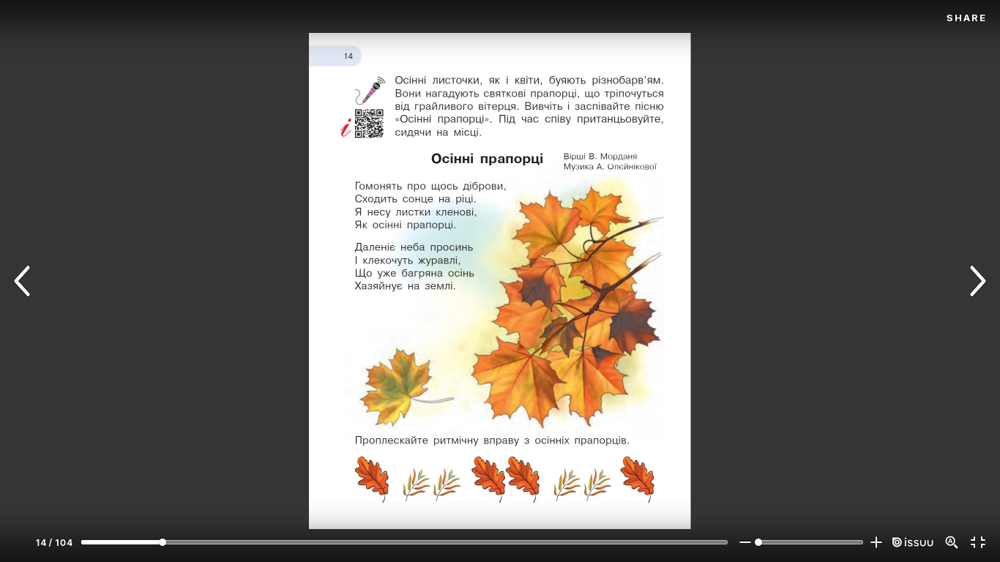 SHARE
14
Осінні листочки, як і квіти, буяють різнобарв’ям.
Вони нагадують святкові прапорці, що тріпочуться
від грайливого вітерця. Вивчіть і заспівайте пісню
«Осінні прапорці». Під час співу пританцьовуйте,
сидячи на місці.
i
Осінні прапорці
Вірші В. Морданя
Музика А. Олєйнікової
Гомонять про щось діброви,
Сходить сонце на ріці.
Я несу листки кленові,
Як осінні прапорці.
Даленіє неба просинь
І клекочуть журавлі,
Що уже багряна осінь
Хазяйнує на землі.
Проплескайте ритмічну вправу з осінніх прапорців.
14 / 104
issuu